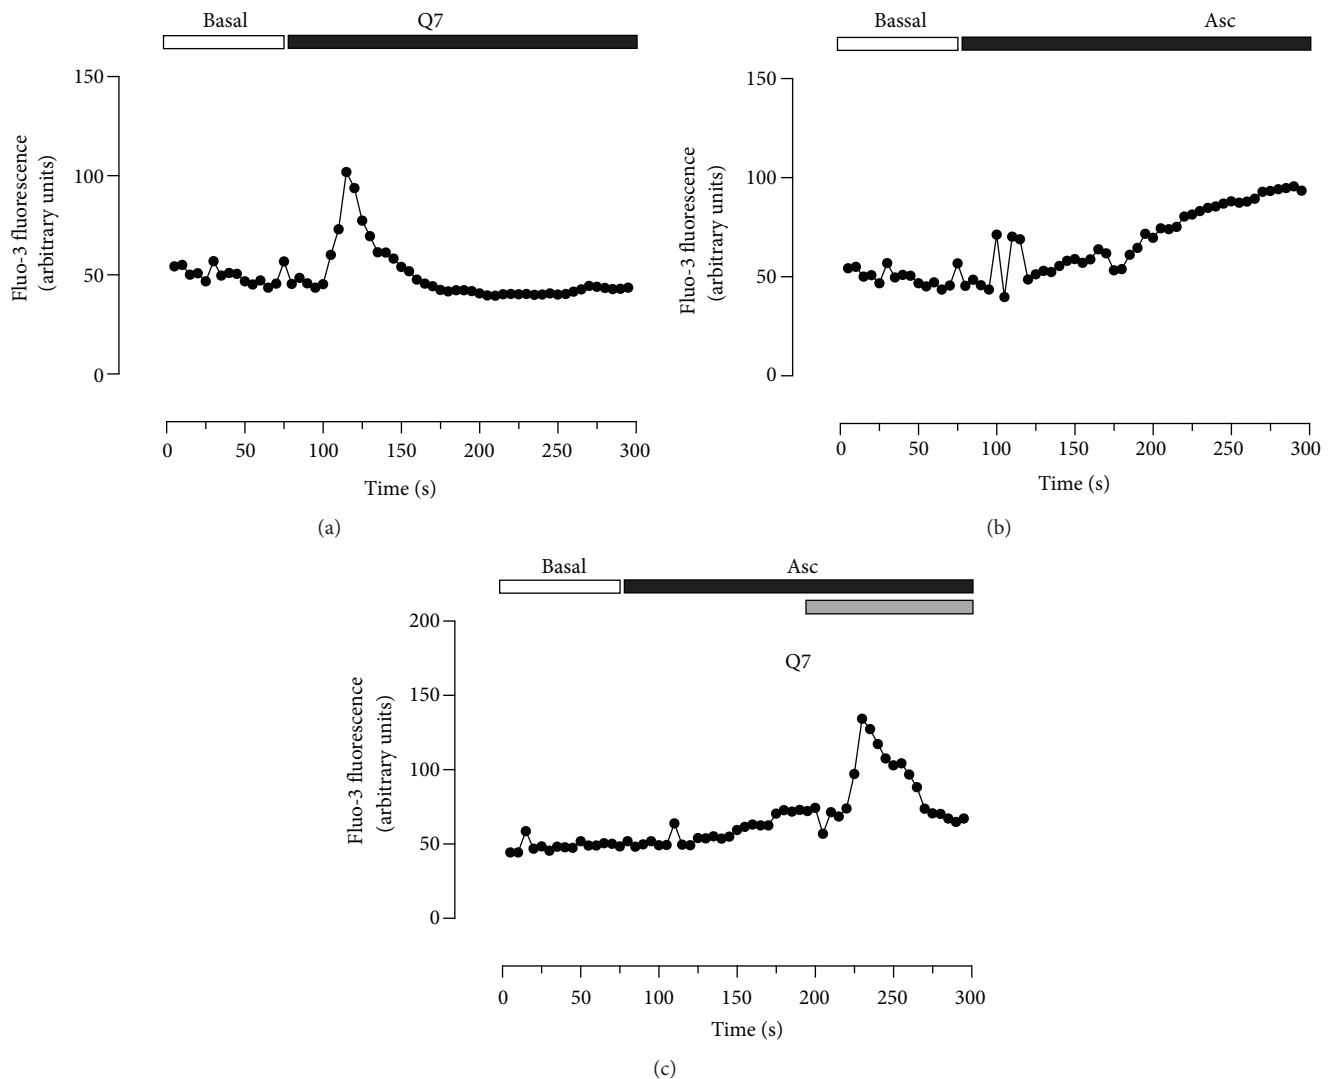 Basal Q7
150
100
50
0
Fluo-3 fluorescence
(arbitrary units)
0 50 100 150 200 250 300
Time (s)
(a)
Bassal Asc
150
100
50
0
Fluo-3 fluorescence
(arbitrary units)
0 50 100 150 200 250 300
Time (s)
(b)
Basal Asc
Q7
200
150
100
50
0
Fluo-3 fluorescence
(arbitrary units)
0 50 100 150 200 250 300
Time (s)
(c)